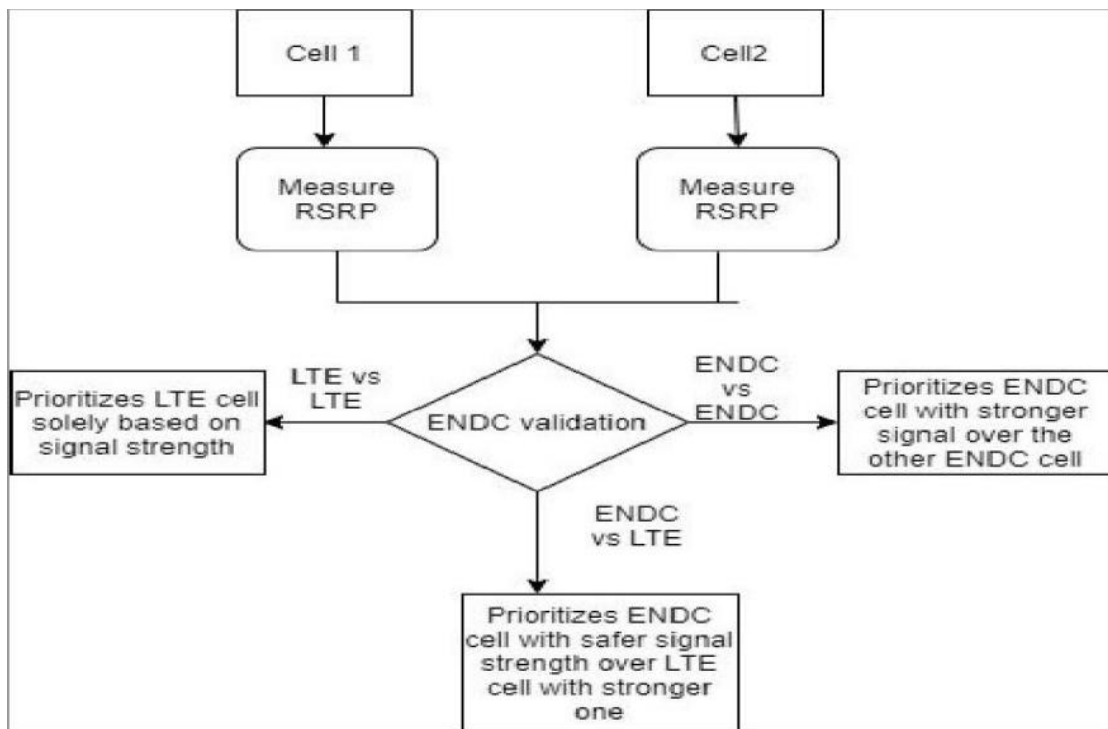 Cell 1
Cell2
Measure
RSRP
Measure
RSRP
LTE vs
LTE
ENDC
vs
ENDC
Prioritizes LTE cell
solely based on
signal strength
ENDC validation
Prioritizes ENDC
cell with stronger
signal over the
other ENDC cell
ENDC
vs LTE
Prioritizes ENDC
cell with safer signal
strength over LTE
cell with stronger
one